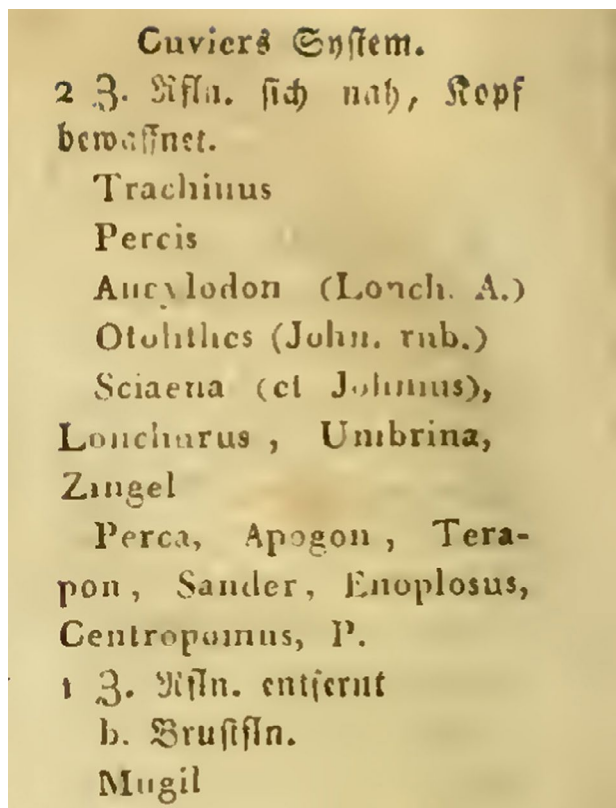 Cuviers System.
2 Z. Rfln. sich nah, Kopf
bewaffnet.
Trachinus
Percis
Ancylodon (Lonch. A.)
Otolithes (John. rub.)
Sciaena (et Johnius),
Lonchurus, Umbrina,
Zingel
Perca, Apogon, Tera-
pon, Sander, Enoplosus,
Centropomus, P.
1 Z. Rfln. entfernt
b. Brustfln.
Mugil